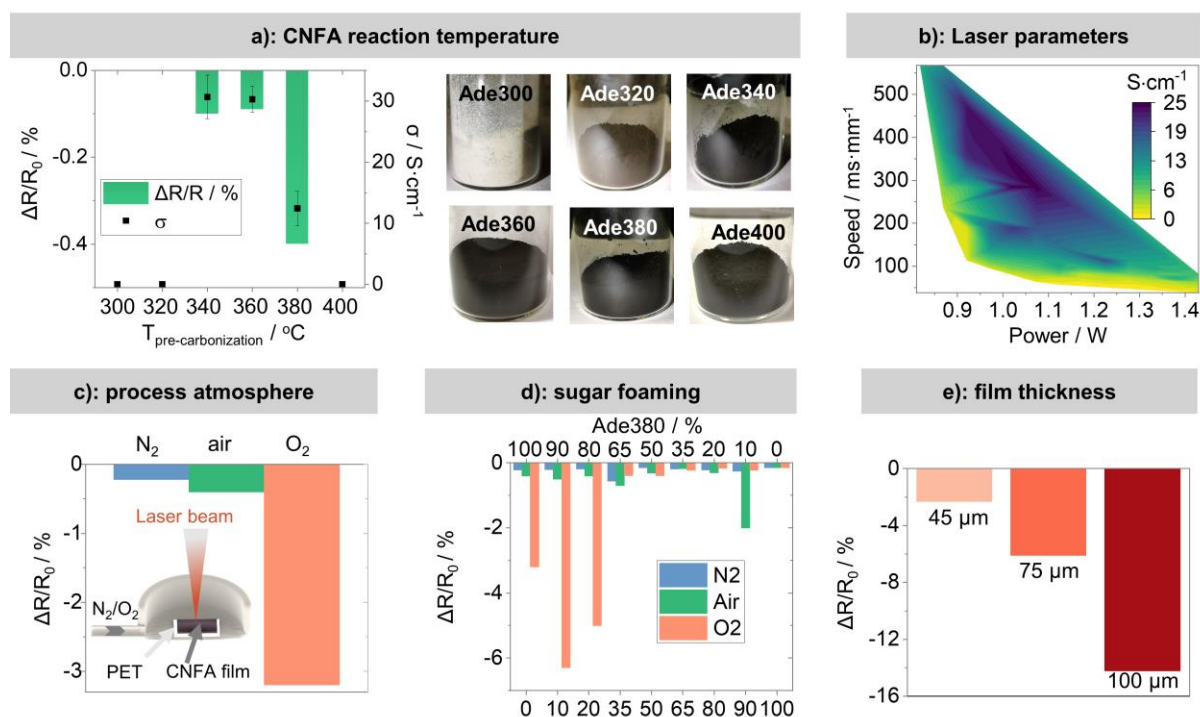 a): CNFA reaction temperature
b): Laser parameters
ΔR/R₀ / %
0.0
-0.2
-0.4
ΔR/R / %
σ
30
20
10
0
σ / S·cm⁻¹
300 320 340 360 380 400
T_pre-carbonization / °C
Ade300
Ade320
Ade340
Ade360
Ade380
Ade400
Speed / ms·mm⁻¹
500
400
300
200
100
S·cm⁻¹
25
19
13
6
0
0.9 1.0 1.1 1.2 1.3 1.4
Power / W
c): process atmosphere
d): sugar foaming
e): film thickness
N₂ air O₂
ΔR/R₀ / %
0
-1
-2
-3
Laser beam
N₂/O₂
PET
CNFA film
Ade380 / %
100 90 80 65 50 35 20 10 0
ΔR/R₀ / %
0
-2
-4
-6
N2
Air
O2
0 10 20 35 50 65 80 90 100
ΔR/R₀ / %
0
-4
-8
-12
-16
45 µm
75 µm
100 µm